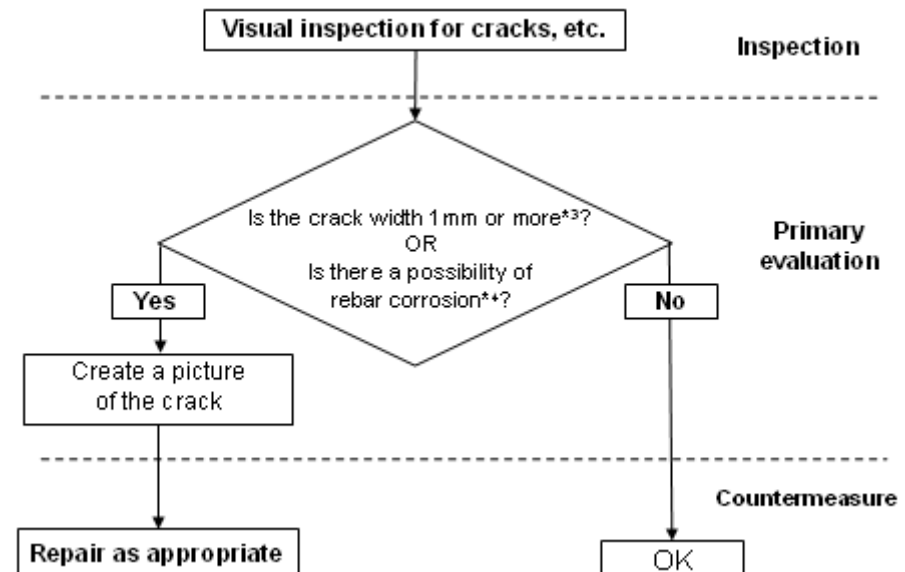 Visual inspection for cracks, etc.
Inspection
Is the crack width 1 mm or more*³?
OR
Is there a possibility of
rebar corrosion*⁴?
Primary
evaluation
Yes
No
Create a picture
of the crack
Countermeasure
Repair as appropriate
OK